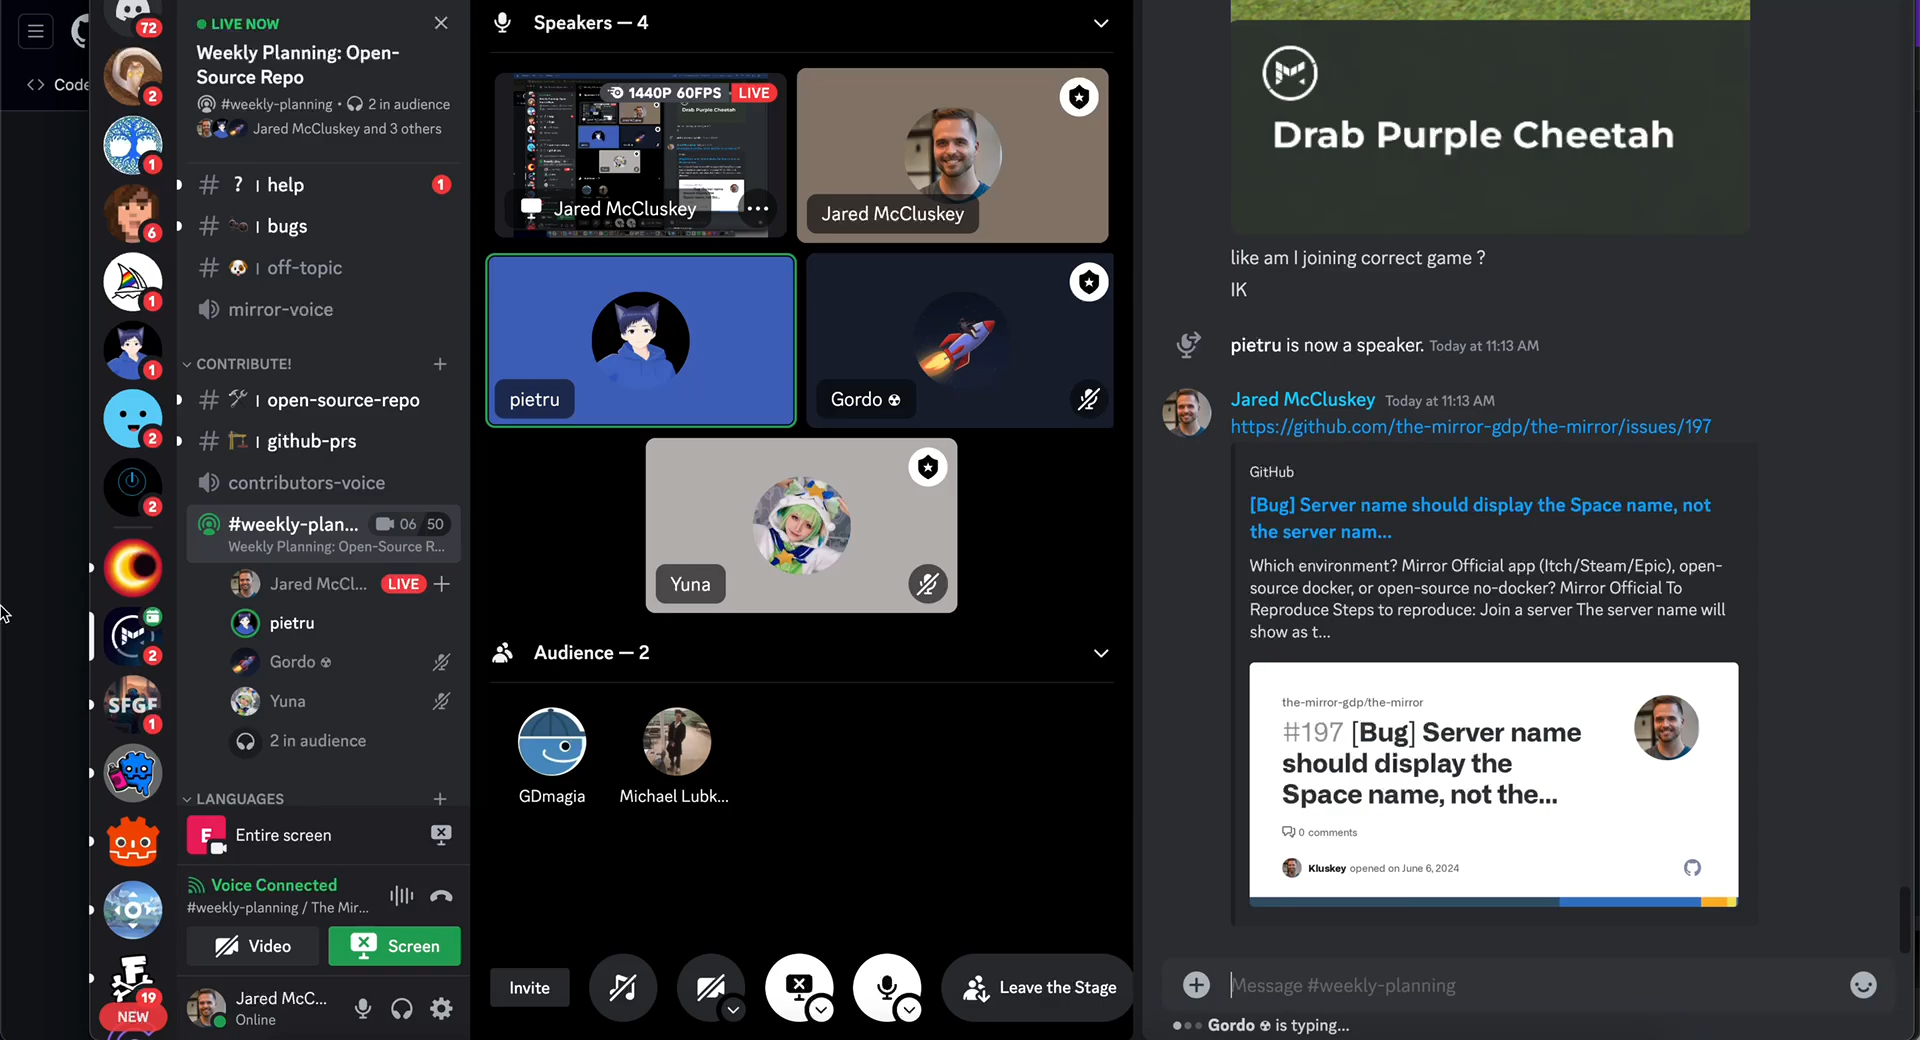 Code
72
2
1
6
1
1
2
2
2
SFGF
1
19
NEW
LIVE NOW
Weekly Planning: Open-
Source Repo
#weekly-planning • 2 in audience
Jared McCluskey and 3 others
# ? | help 1
# | bugs
# | off-topic
mirror-voice
CONTRIBUTE! +
# | open-source-repo
# | github-prs
contributors-voice
#weekly-plan... 06 50
Weekly Planning: Open-Source R...
Jared McCl... LIVE +
pietru
Gordo ☢
Yuna
2 in audience
LANGUAGES +
Entire screen
Voice Connected
#weekly-planning / The Mir...
Video
Screen
Jared McC...
Online
Speakers — 4
1440P 60FPS LIVE
Jared McCluskey ...
Jared McCluskey
pietru
Gordo ☢
Yuna
Audience — 2
GDmagia
Michael Lubk...
Invite
Leave the Stage
Drab Purple Cheetah
like am I joining correct game ?
IK
pietru is now a speaker. Today at 11:13 AM
Jared McCluskey Today at 11:13 AM
https://github.com/the-mirror-gdp/the-mirror/issues/197
GitHub
[Bug] Server name should display the Space name, not
the server nam...
Which environment? Mirror Official app (Itch/Steam/Epic), open-
source docker, or open-source no-docker? Mirror Official To
Reproduce Steps to reproduce: Join a server The server name will
show as t...
the-mirror-gdp/the-mirror
#197 [Bug] Server name
should display the
Space name, not the...
0 comments
Kluskey opened on June 6, 2024
Message #weekly-planning
Gordo ☢ is typing...